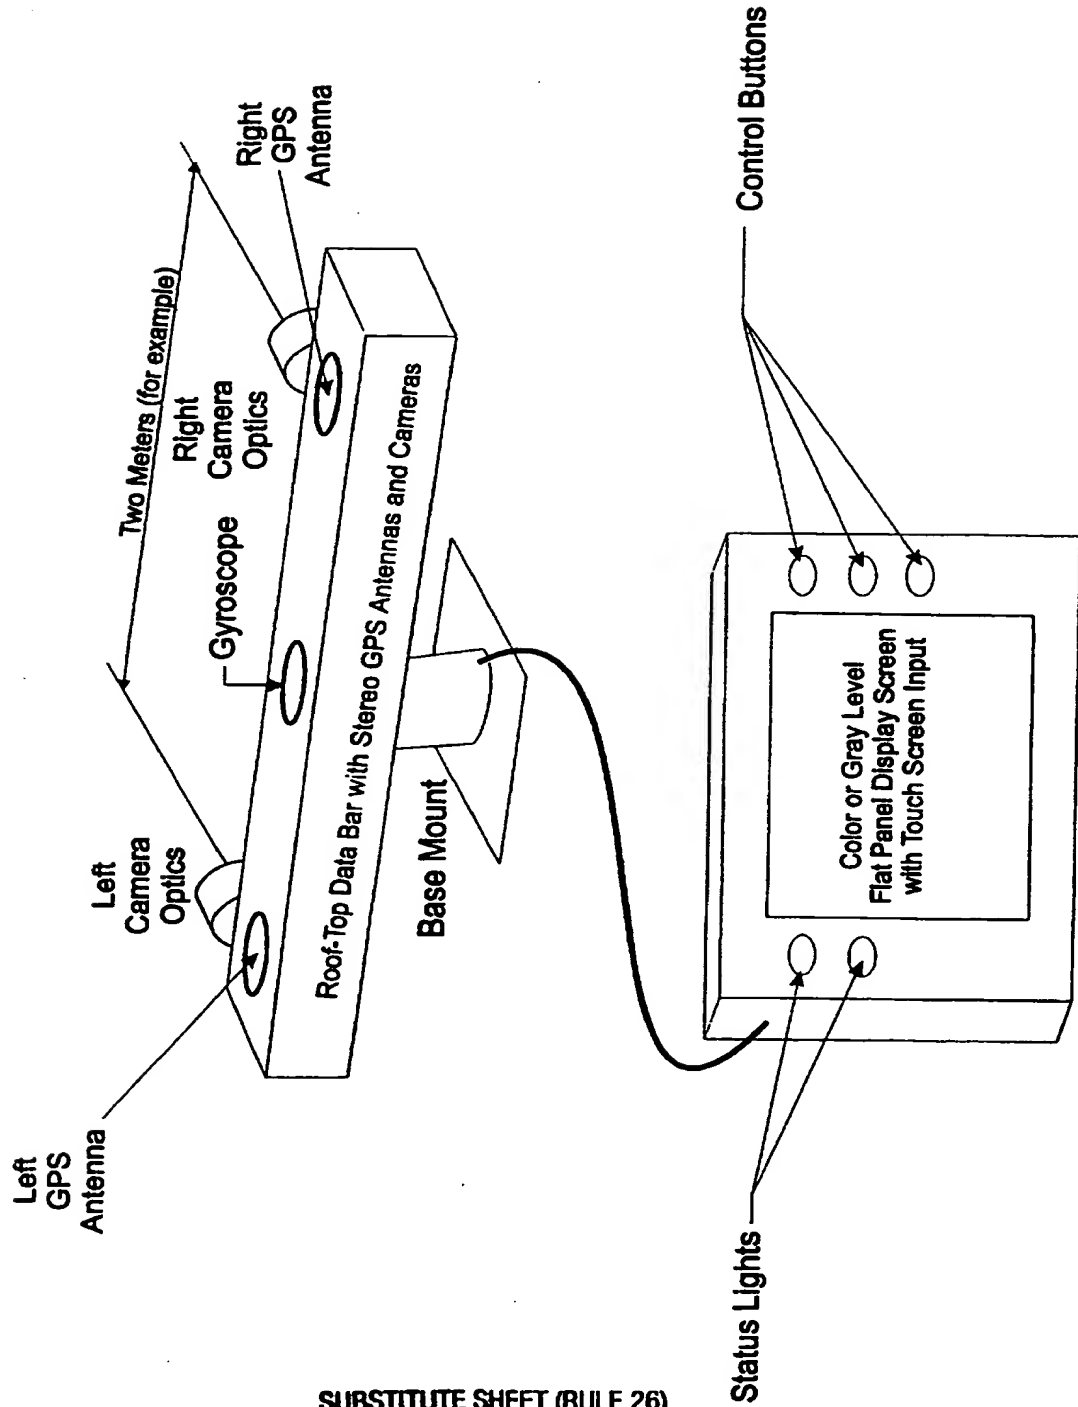 Left
GPS
Antenna
Left
Camera
Optics
Two Meters (for example)
Right
Camera
Optics
Gyroscope
Right
GPS
Antenna
Roof-Top Data Bar with Stereo GPS Antennas and Cameras
Base Mount
Status Lights
Color or Gray Level
Flat Panel Display Screen
with Touch Screen Input
Control Buttons
SUBSTITUTE SHEET (RULE 26)